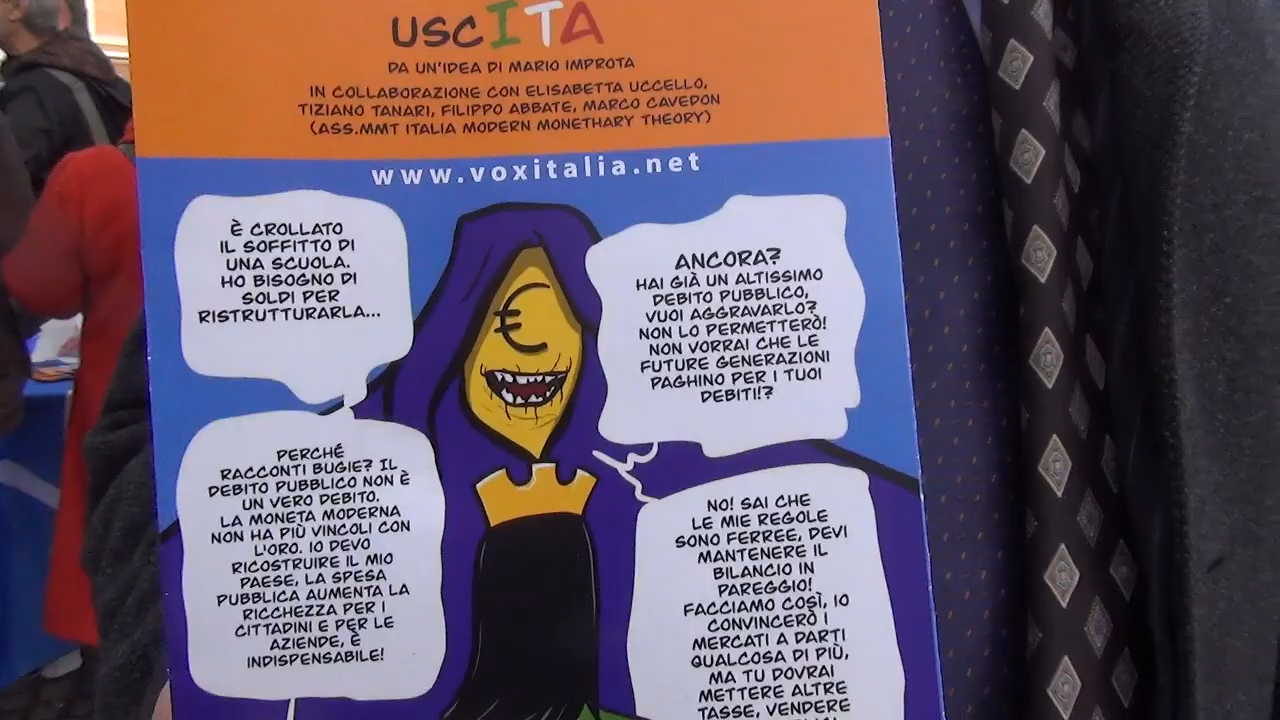 USCITA
DA UN'IDEA DI MARIO IMPROTA
IN COLLABORAZIONE CON ELISABETTA UCCELLO,
TIZIANO TANARI, FILIPPO ABBATE, MARCO CAVEDON
(ASS.MMT ITALIA MODERN MONETHARY THEORY)
www.voxitalia.net
È CROLLATO
IL SOFFITTO DI
UNA SCUOLA.
HO BISOGNO DI
SOLDI PER
RISTRUTTURARLA...
ANCORA?
HAI GIÀ UN ALTISSIMO
DEBITO PUBBLICO,
VUOI AGGRAVARLO?
NON LO PERMETTERÒ!
NON VORRAI CHE LE
FUTURE GENERAZIONI
PAGHINO PER I TUOI
DEBITI!?
€
PERCHÉ
RACCONTI BUGIE? IL
DEBITO PUBBLICO NON È
UN VERO DEBITO.
LA MONETA MODERNA
NON HA PIÙ VINCOLI CON
L'ORO. IO DEVO
RICOSTRUIRE IL MIO
PAESE, LA SPESA
PUBBLICA AUMENTA LA
RICCHEZZA PER I
CITTADINI E PER LE
AZIENDE, È
INDISPENSABILE!
NO! SAI CHE
LE MIE REGOLE
SONO FERREE, DEVI
MANTENERE IL
BILANCIO IN
PAREGGIO!
FACCIAMO COSÌ, IO
CONVINCERÒ I
MERCATI A DARTI
QUALCOSA DI PIÙ,
MA TU DOVRAI
METTERE ALTRE
TASSE, VENDERE